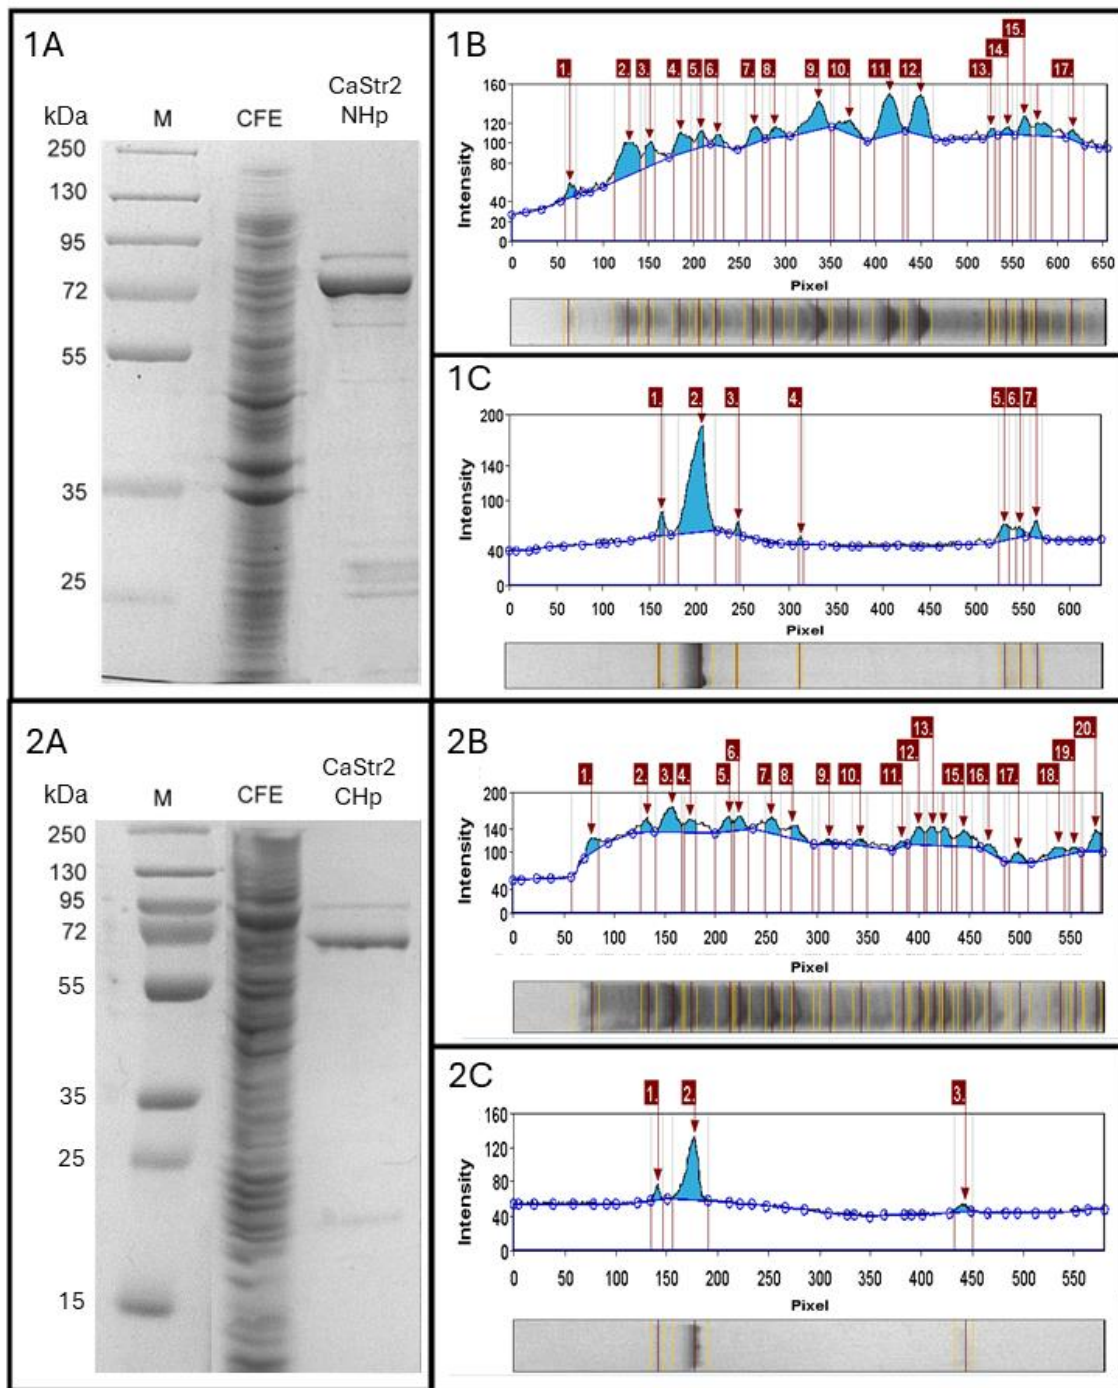 1A
kDa
M
CFE
CaStr2
NHp
250
130
95
72
55
35
25
1B
1. 2. 3. 4. 5. 6. 7. 8. 9. 10. 11. 12. 13. 14. 15. 17.
Intensity
160
120
100
80
40
20
0
0 50 100 150 200 250 300 350 400 450 500 550 600 650
Pixel
1C
1. 2. 3. 4. 5. 6. 7.
Intensity
200
140
100
40
0
0 50 100 150 200 250 300 350 400 450 500 550 600
Pixel
2A
kDa
M
CFE
CaStr2
CHp
250
130
95
72
55
35
25
15
2B
1. 2. 3. 4. 5. 6. 7. 8. 9. 10. 11. 12. 13. 15. 16. 17. 18. 19. 20.
Intensity
200
140
100
40
0
0 50 100 150 200 250 300 350 400 450 500 550
Pixel
2C
1. 2. 3.
Intensity
160
120
80
40
0
0 50 100 150 200 250 300 350 400 450 500 550
Pixel